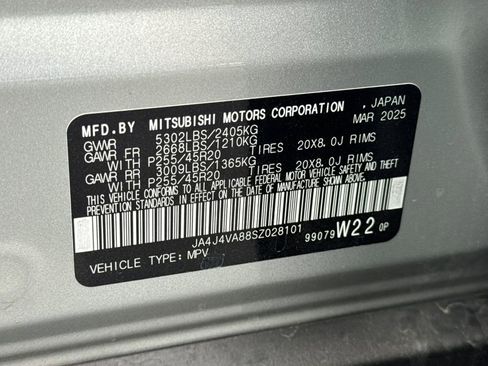 MFD.BY MITSUBISHI MOTORS CORPORATION , JAPAN
GVWR 5302LBS/2405KG MAR 2025
GAWR FR 2668LBS/1210KG
WITH P255/45R20 TIRES 20X8.0J RIMS
GAWR RR 3009LBS/1365KG
WITH P255/45R20 TIRES 20X8.0J RIMS
THIS VEHICLE CONFORMS TO ALL APPLICABLE FEDERAL
MOTOR VEHICLE SAFETY, BUMPER, AND THEFT
PREVENTION STANDARDS IN EFFECT ON THE DATE OF
MANUFACTURE SHOWN ABOVE.
JA4J4VA88SZ028101
99079 W22 0P
VEHICLE TYPE: MPV